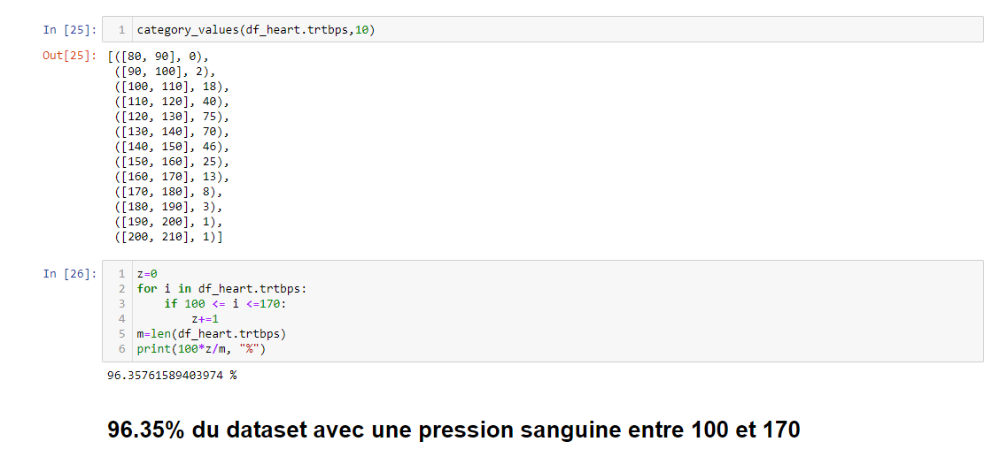 In [25]: 1 category_values(df_heart.trtbps,10)
Out[25]: [([80, 90], 0),
([90, 100], 2),
([100, 110], 18),
([110, 120], 40),
([120, 130], 75),
([130, 140], 70),
([140, 150], 46),
([150, 160], 25),
([160, 170], 13),
([170, 180], 8),
([180, 190], 3),
([190, 200], 1),
([200, 210], 1)]
In [26]: 1 z=0
2 for i in df_heart.trtbps:
3     if 100 <= i <=170:
4         z+=1
5 m=len(df_heart.trtbps)
6 print(100*z/m, "%")
96.35761589403974 %
96.35% du dataset avec une pression sanguine entre 100 et 170